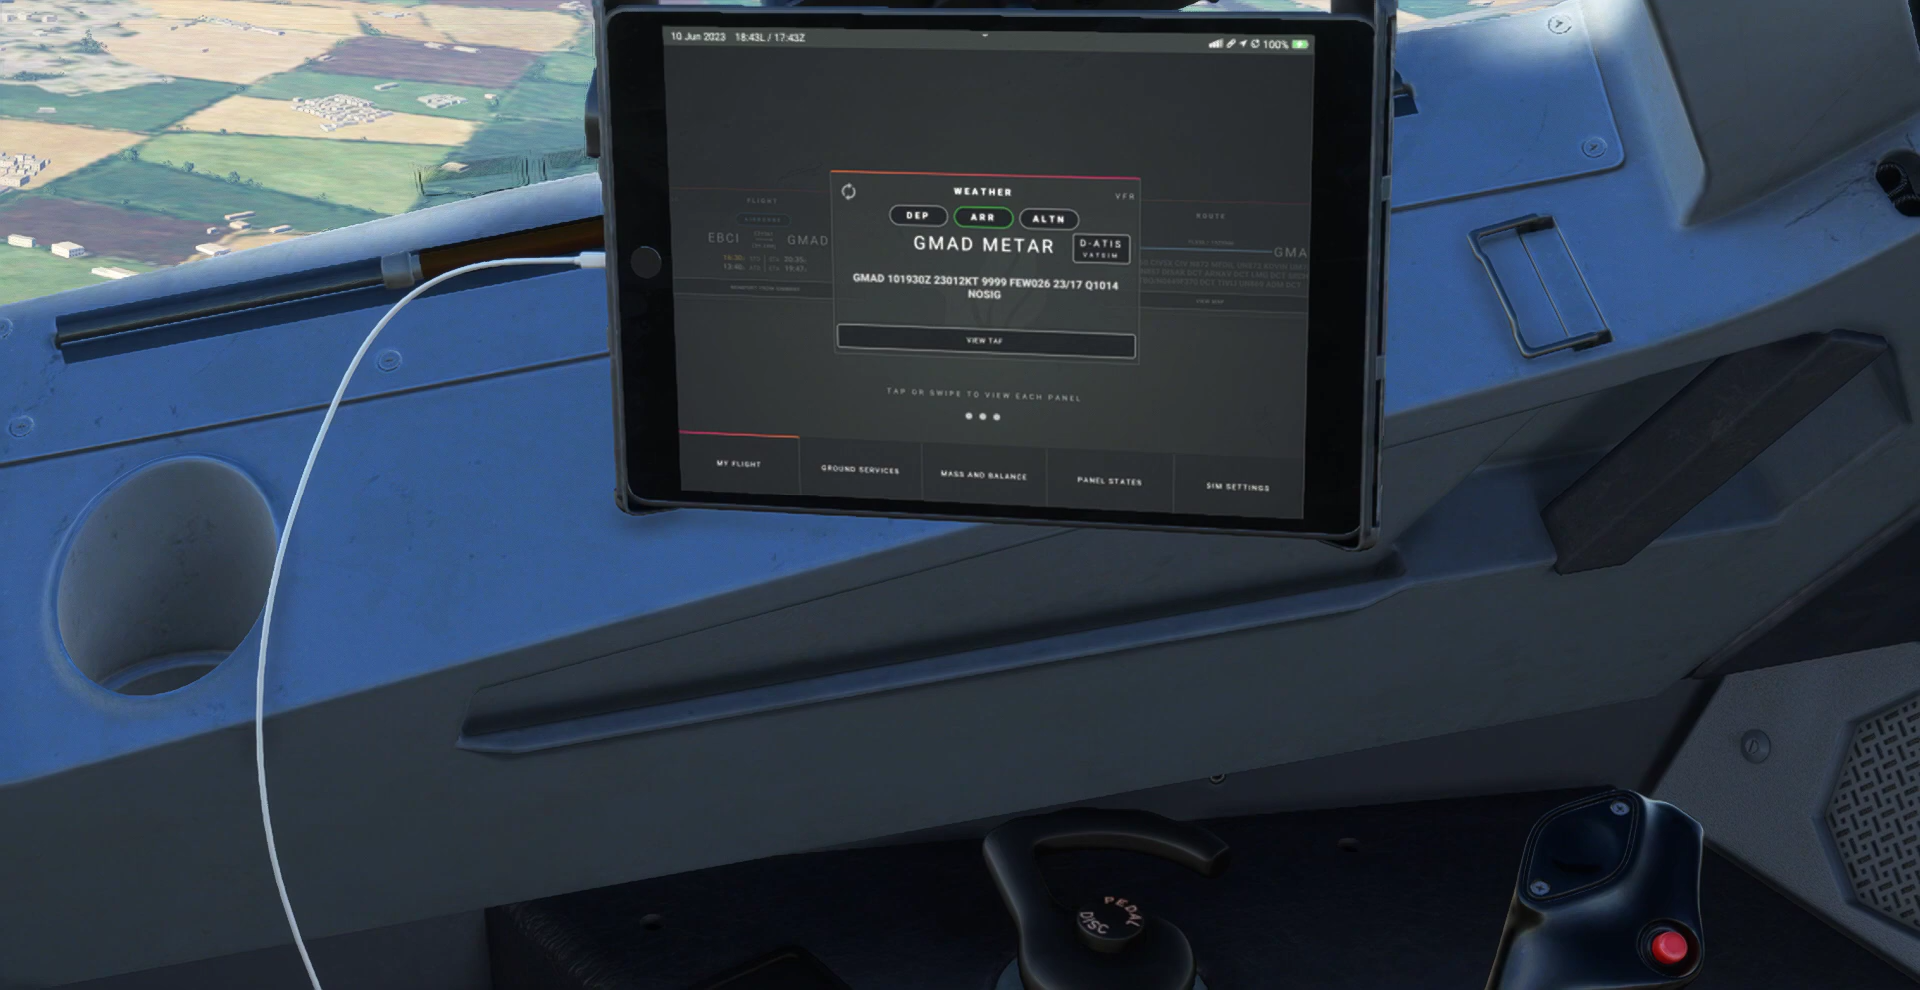 10 Jun 2023 18:43L / 17:43Z
100%
FLIGHT
EBCI GMAD
WEATHER
VFR
DEP ARR ALTN
GMAD METAR
D-ATIS
VATSIM
GMAD 101930Z 23012KT 9999 FEW026 23/17 Q1014
NOSIG
VIEW TAF
ROUTE
GMA
VIEW MAP
TAP OR SWIPE TO VIEW EACH PANEL
MY FLIGHT
GROUND SERVICES
MASS AND BALANCE
PANEL STATES
SIM SETTINGS
PEDAL
DISC